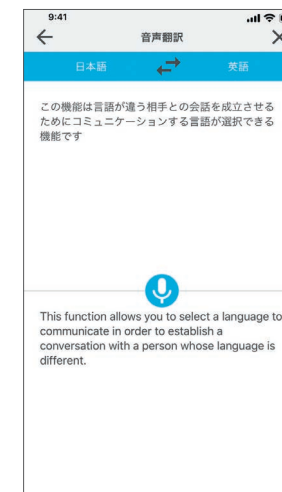 9:41
音声翻訳
日本語 英語
この機能は言語が違う相手との会話を成立させる
ためにコミュニケーションする言語が選択できる
機能です
This function allows you to select a language to
communicate in order to establish a
conversation with a person whose language is
different.